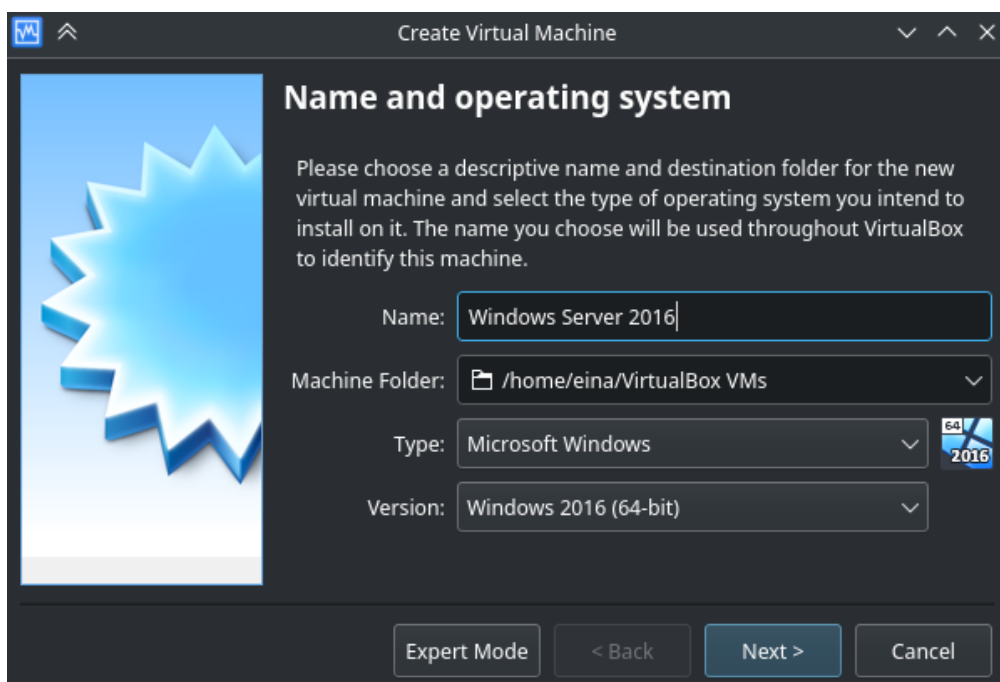 Create Virtual Machine
Name and operating system
Please choose a descriptive name and destination folder for the new
virtual machine and select the type of operating system you intend to
install on it. The name you choose will be used throughout VirtualBox
to identify this machine.
Name: Windows Server 2016
Machine Folder: /home/eina/VirtualBox VMs
Type: Microsoft Windows
64
2016
Version: Windows 2016 (64-bit)
Expert Mode < Back Next > Cancel